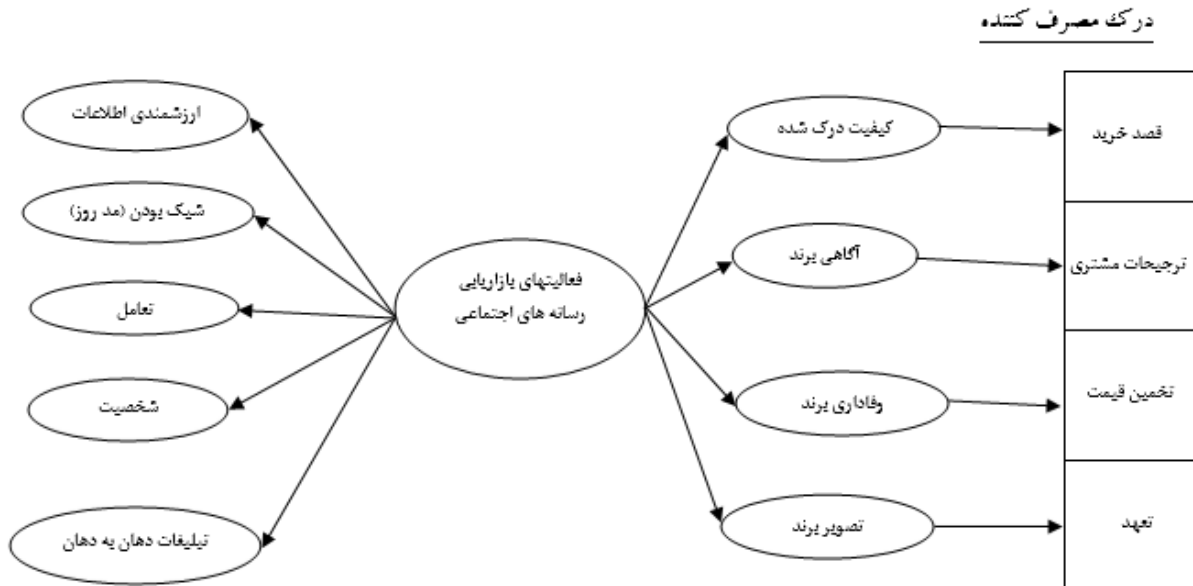 درک مصرف کننده
قصد خرید
ترجیحات مشتری
تخمین قیمت
تعهد
کیفیت درک شده
آگاهی برند
وفاداری برند
تصویر برند
فعالیتهای بازاریابی
رسانه های اجتماعی
ارزشمندی اطلاعات
شیک بودن (مد روز)
تعامل
شخصیت
تبلیغات دهان به دهان